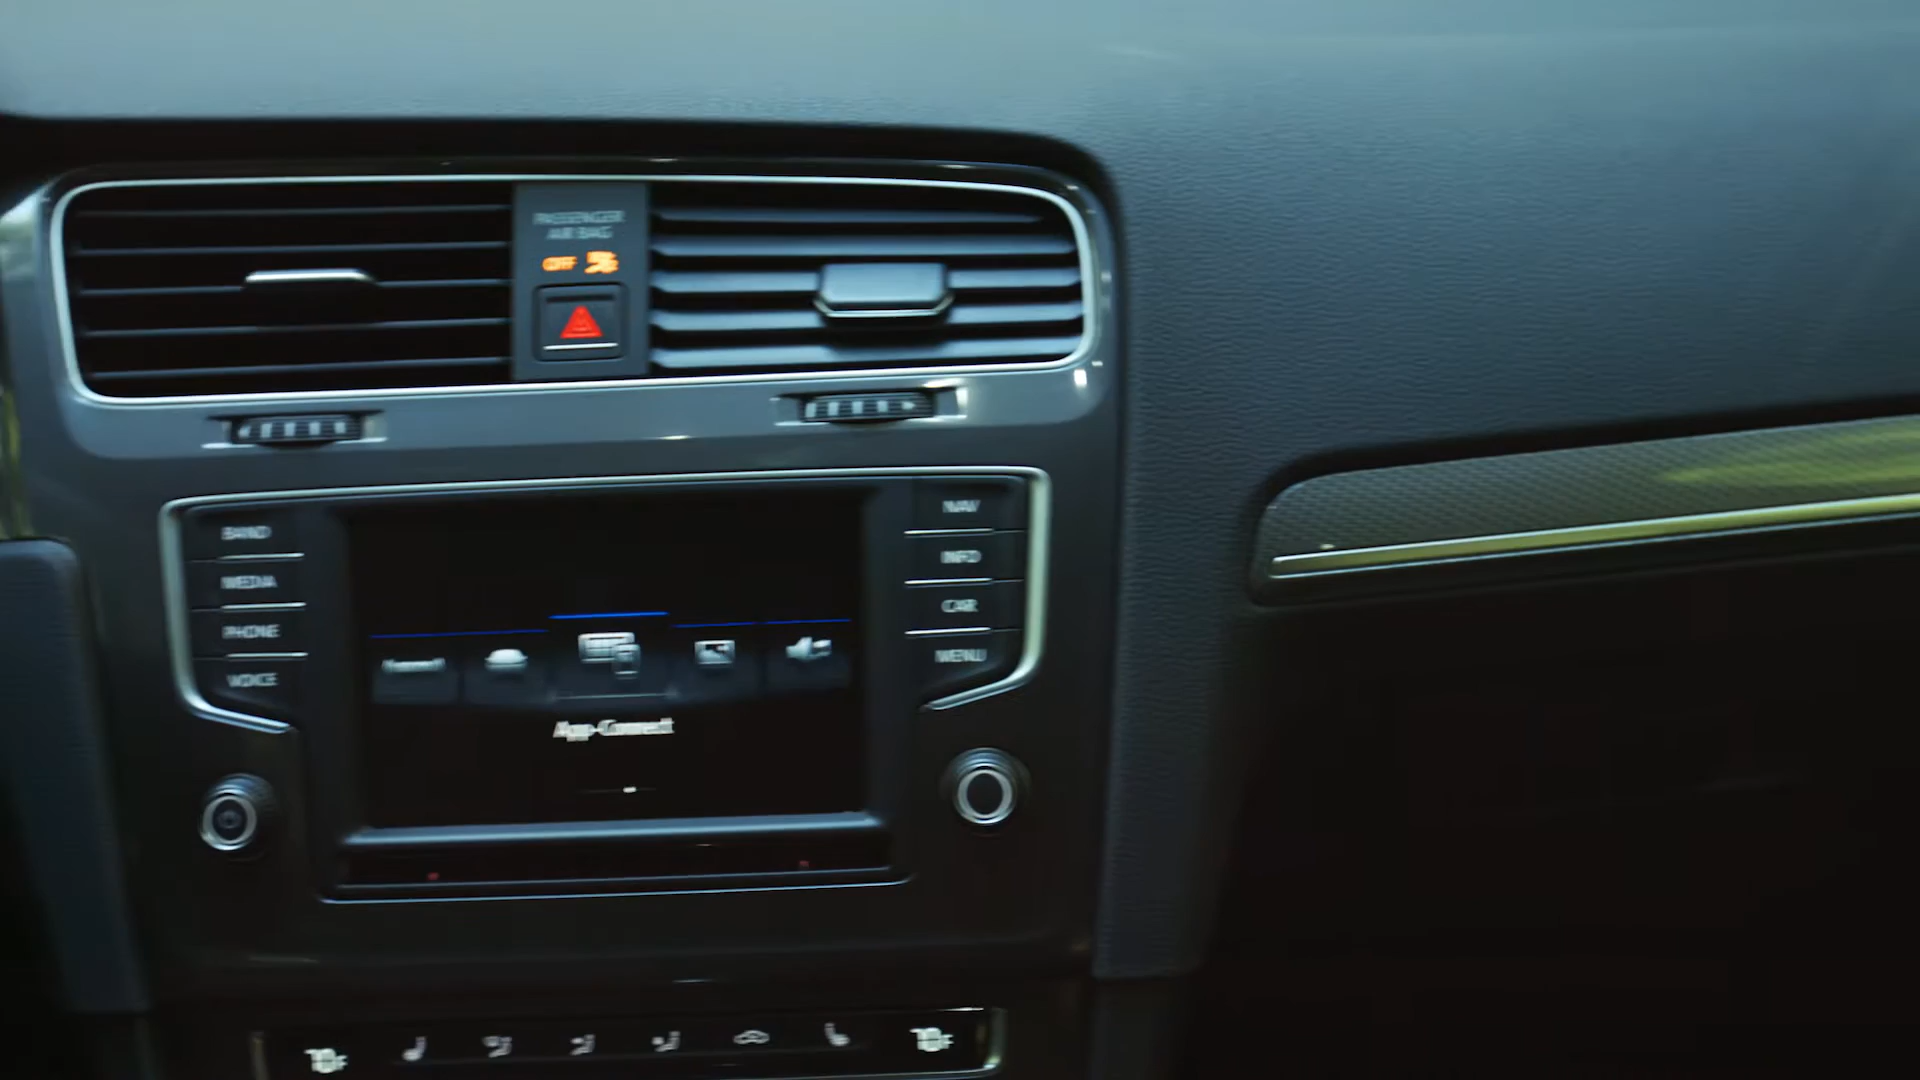 PASSENGER
AIR BAG
OFF
BAND
MEDIA
PHONE
VOICE
NAV
INFO
CAR
MENU
App-Connect